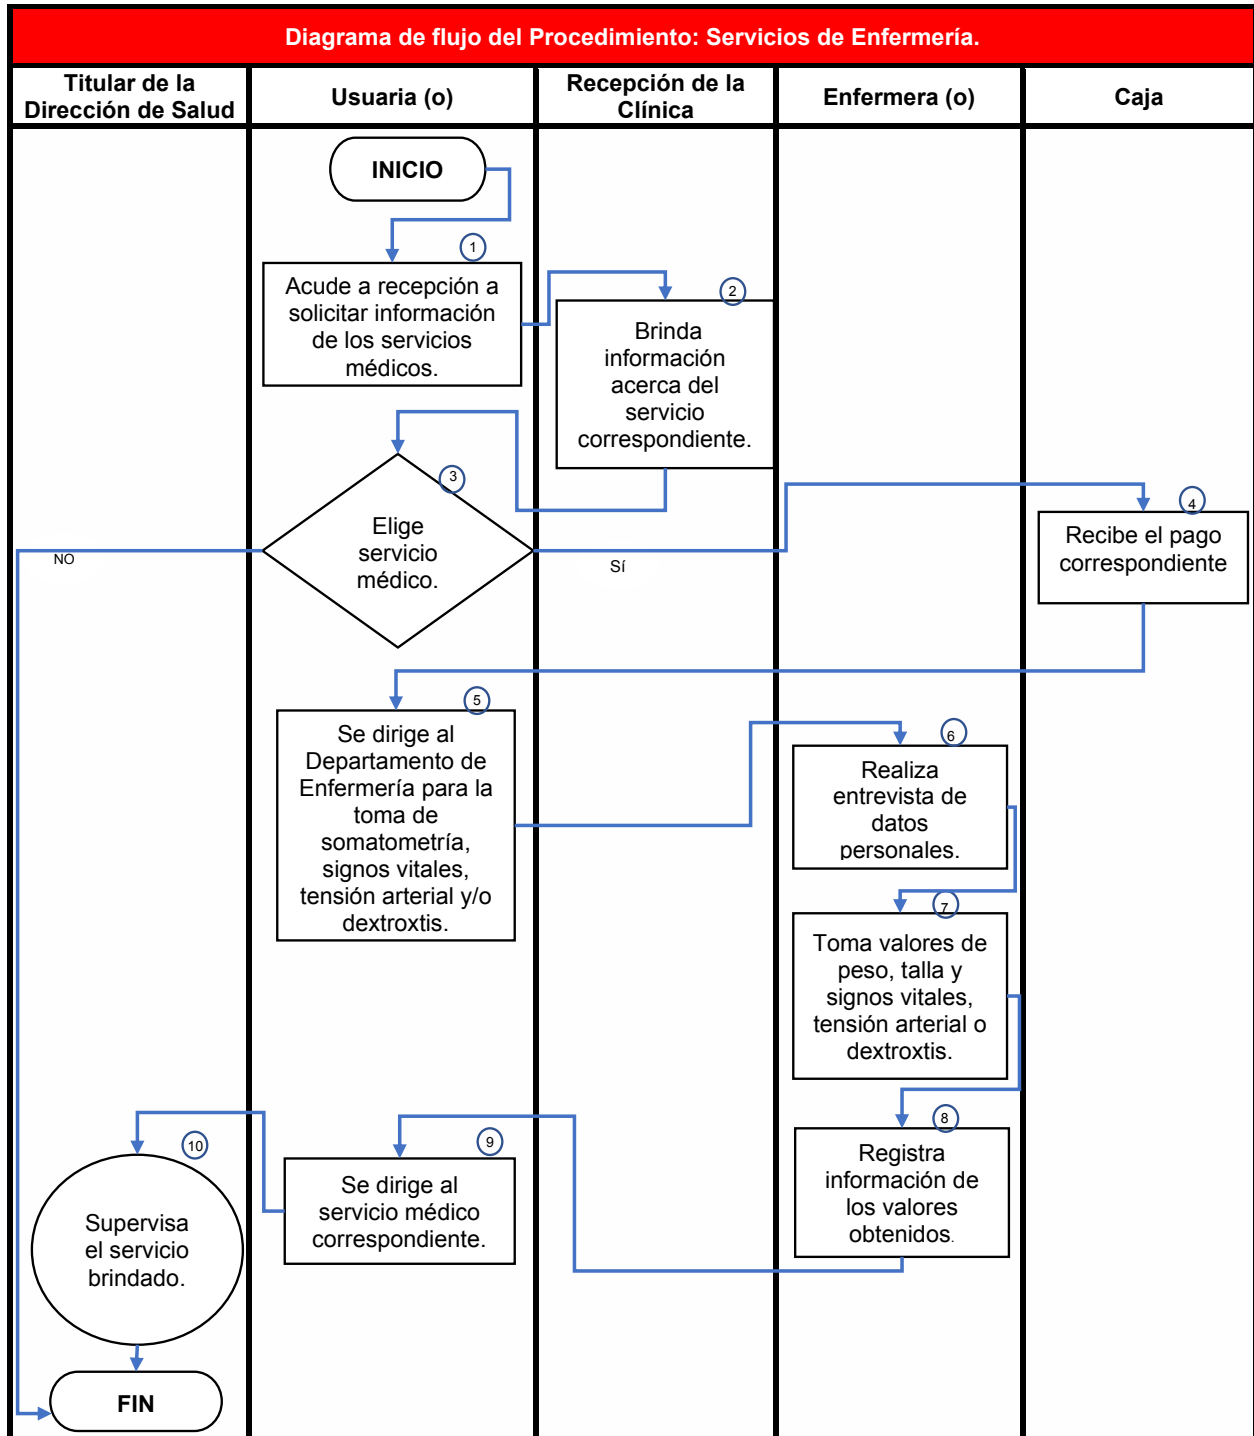 Diagrama de flujo del Procedimiento: Servicios de Enfermería.
Titular de la
Dirección de Salud
Usuaria (o)
Recepción de la
Clínica
Enfermera (o)
Caja
INICIO
1
Acude a recepción a
solicitar información
de los servicios
médicos.
2
Brinda
información
acerca del
servicio
correspondiente.
3
Elige
servicio
médico.
NO
Sí
4
Recibe el pago
correspondiente
5
Se dirige al
Departamento de
Enfermería para la
toma de
somatometría,
signos vitales,
tensión arterial y/o
dextroxtis.
6
Realiza
entrevista de
datos
personales.
7
Toma valores de
peso, talla y
signos vitales,
tensión arterial o
dextroxtis.
8
Registra
información de
los valores
obtenidos.
9
Se dirige al
servicio médico
correspondiente.
10
Supervisa
el servicio
brindado.
FIN